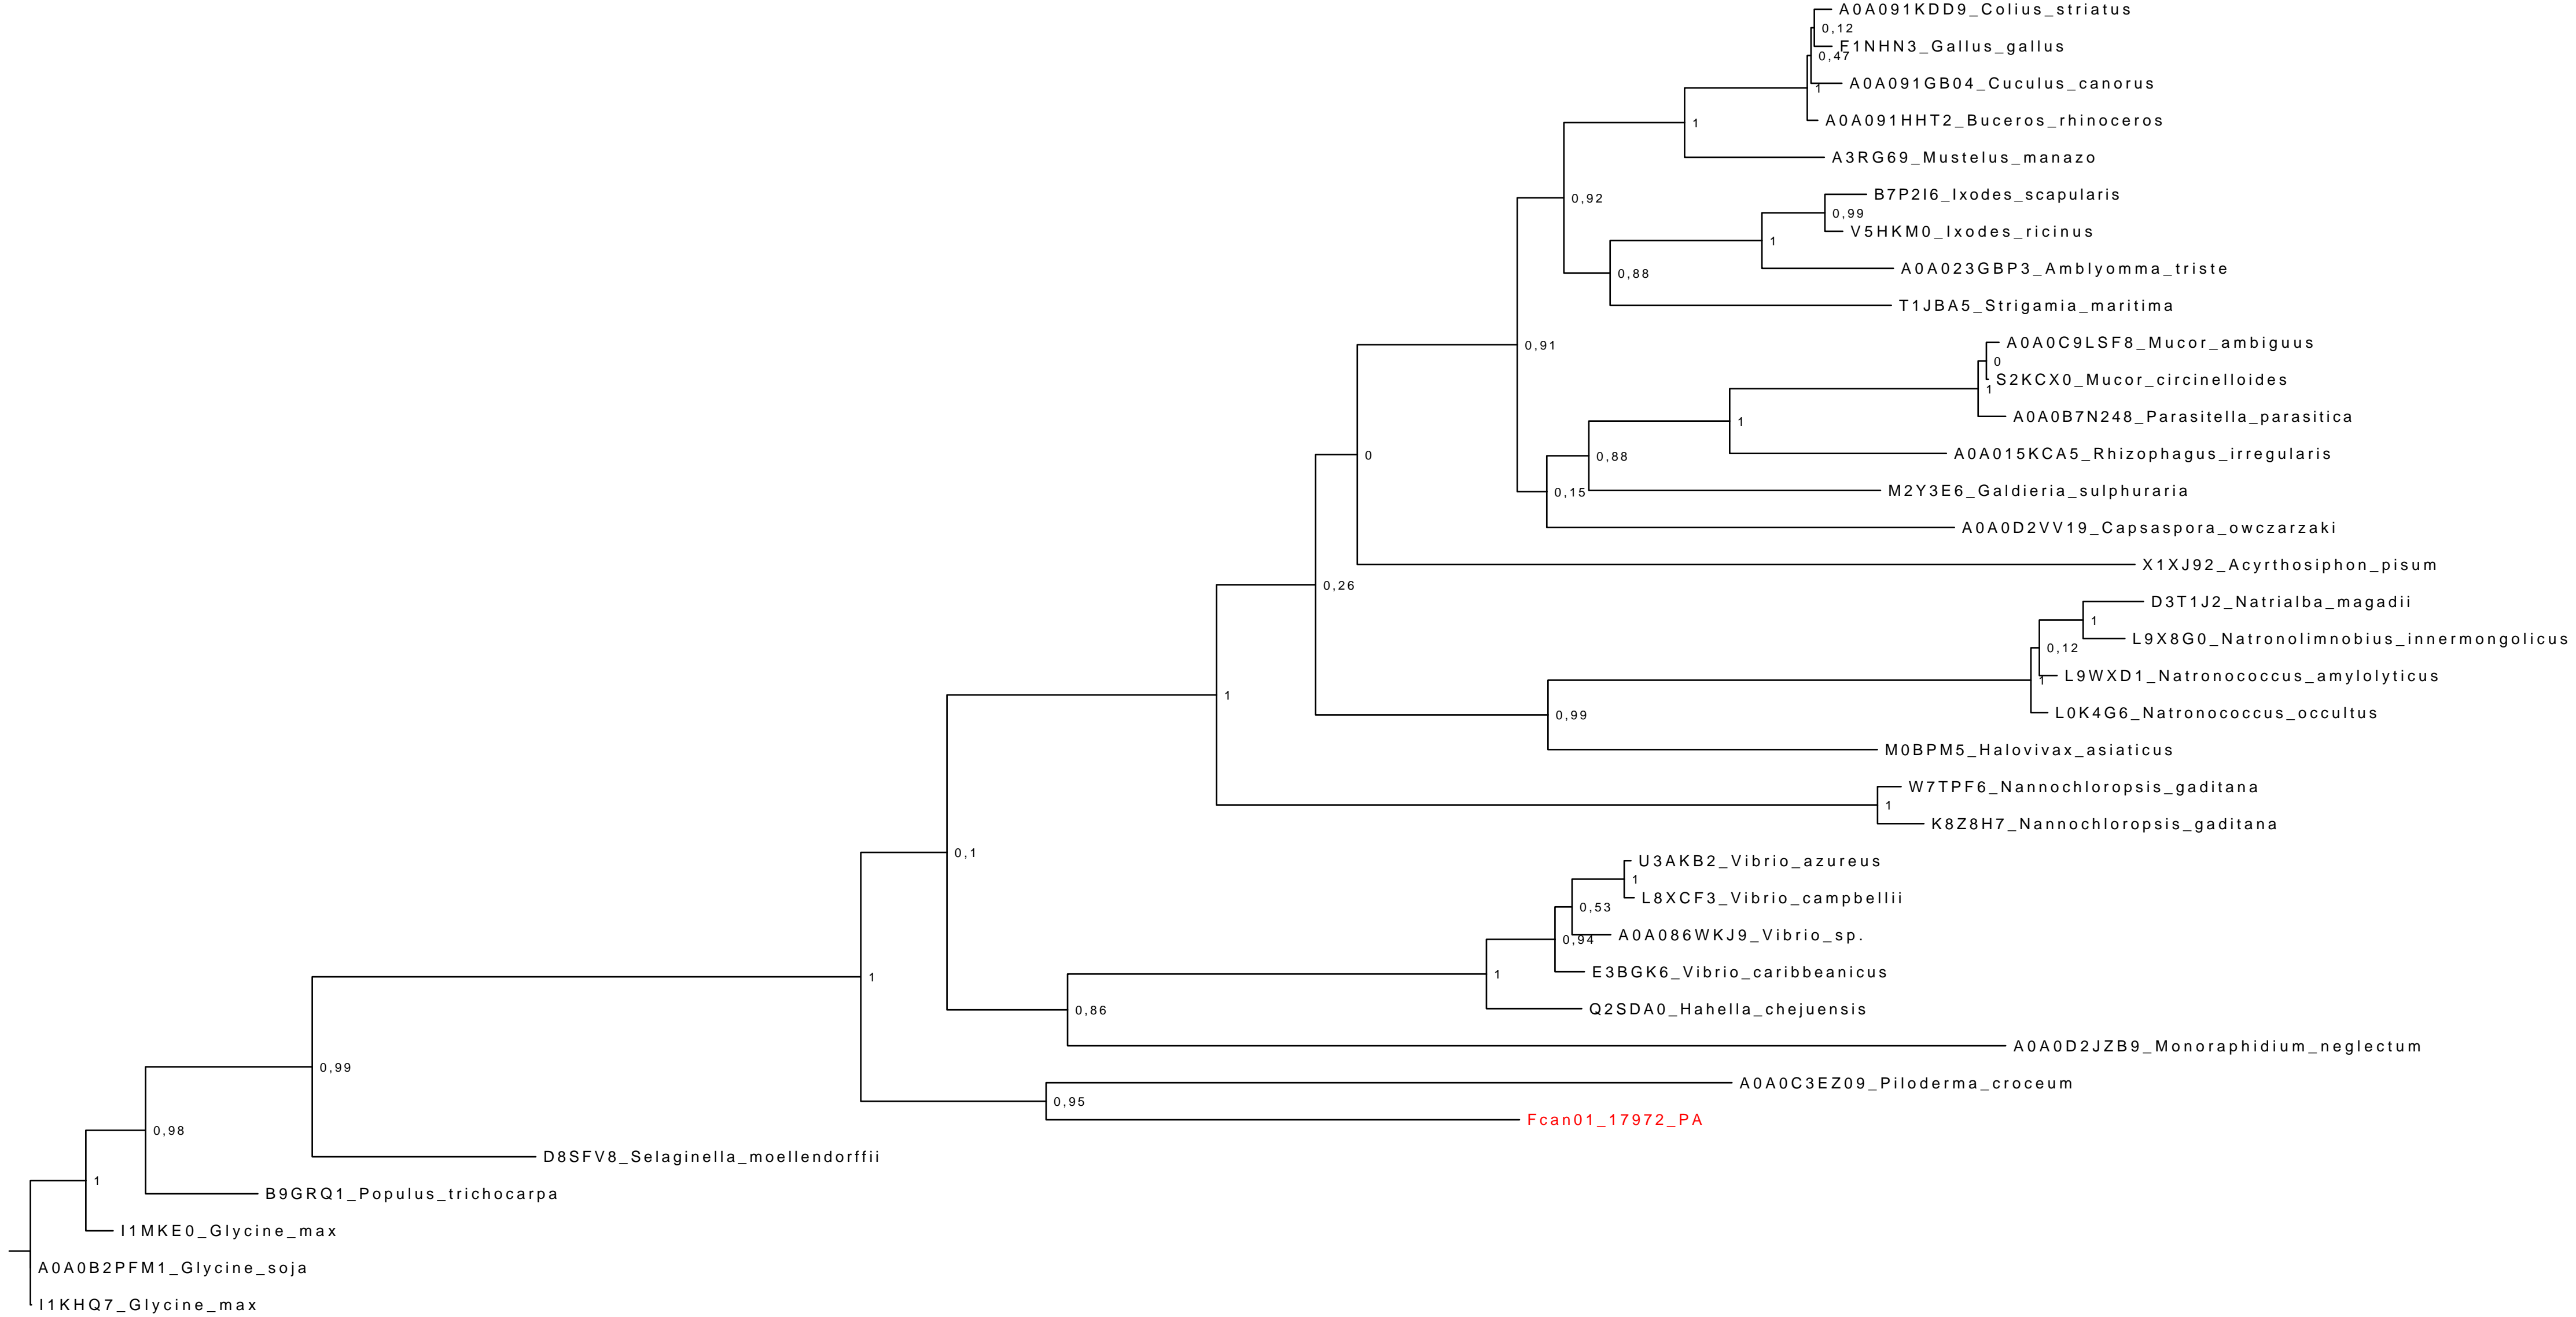 A0A091KDD9_Colius_striatus
0,12
F1NHN3_Gallus_gallus
0,47
A0A091GB04_Cuculus_canorus
1
A0A091HHT2_Buceros_rhinoceros
1
A3RG69_Mustelus_manazo
B7P2I6_Ixodes_scapularis
0,92
0,99
V5HKM0_Ixodes_ricinus
1
A0A023GBP3_Amblyomma_triste
0,88
T1JBA5_Strigamia_maritima
A0A0C9LSF8_Mucor_ambiguus
0,91
0
S2KCX0_Mucor_circinelloides
1
A0A0B7N248_Parasitella_parasitica
1
A0A015KCA5_Rhizophagus_irregularis
0
0,88
M2Y3E6_Galdieria_sulphuraria
0,15
A0A0D2VV19_Capsaspora_owczarzaki
X1XJ92_Acyrthosiphon_pisum
0,26
D3T1J2_Natrialba_magadii
1
L9X8G0_Natronolimnobius_innermongolicus
0,12
L9WXD1_Natronococcus_amylolyticus
1
1
L0K4G6_Natronococcus_occultus
0,99
M0BPM5_Halovivax_asiaticus
W7TPF6_Nannochloropsis_gaditana
1
K8Z8H7_Nannochloropsis_gaditana
0,1
U3AKB2_Vibrio_azureus
1
L8XCF3_Vibrio_campbellii
0,53
A0A086WKJ9_Vibrio_sp.
0,94
E3BGK6_Vibrio_caribbeanicus
1
1
Q2SDA0_Hahella_chejuensis
0,86
A0A0D2JZB9_Monoraphidium_neglectum
0,99
A0A0C3EZ09_Piloderma_croceum
0,95
Fcan01_17972_PA
0,98
D8SFV8_Selaginella_moellendorffii
1
B9GRQ1_Populus_trichocarpa
I1MKE0_Glycine_max
A0A0B2PFM1_Glycine_soja
I1KHQ7_Glycine_max